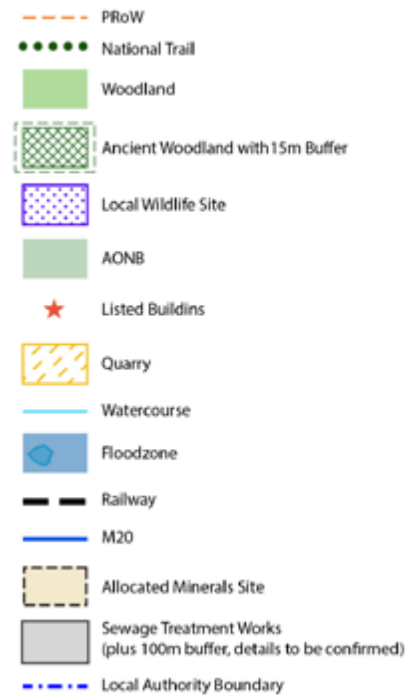 PRoW
National Trail
Woodland
Ancient Woodland with 15m Buffer
Local Wildlife Site
AONB
Listed Buildins
Quarry
Watercourse
Floodzone
Railway
M20
Allocated Minerals Site
Sewage Treatment Works
(plus 100m buffer, details to be confirmed)
Local Authority Boundary